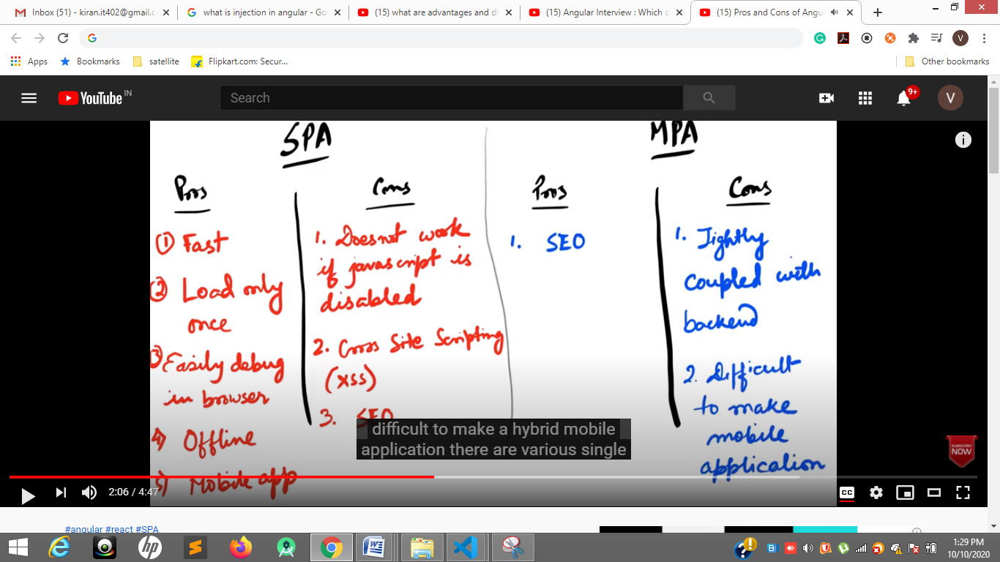 Inbox (51) - kiran.it402@gmail.c
what is injection in angular - Go
(15) what are advantages and di
(15) Angular Interview : Which o
(15) Pros and Cons of Angu
Apps
Bookmarks
satellite
Flipkart.com: Secur...
Other bookmarks
YouTube IN
Search
9+
V
SPA
MPA
Pros
Cons
Pros
Cons
① Fast
② Load only
once
③ Easily debug
in browser
4) Offline
5) Mobile app
1. Doesnot work
if javascript is
disabled
2. Cross Site Scripting
(XSS)
3. SEO
1. SEO
1. Tightly
coupled with
backend
2. Difficult
to make
mobile
application
difficult to make a hybrid mobile
application there are various single
SUBSCRIBE
NOW
2:06 / 4:47
CC
#angular #react #SPA
1:29 PM
10/10/2020